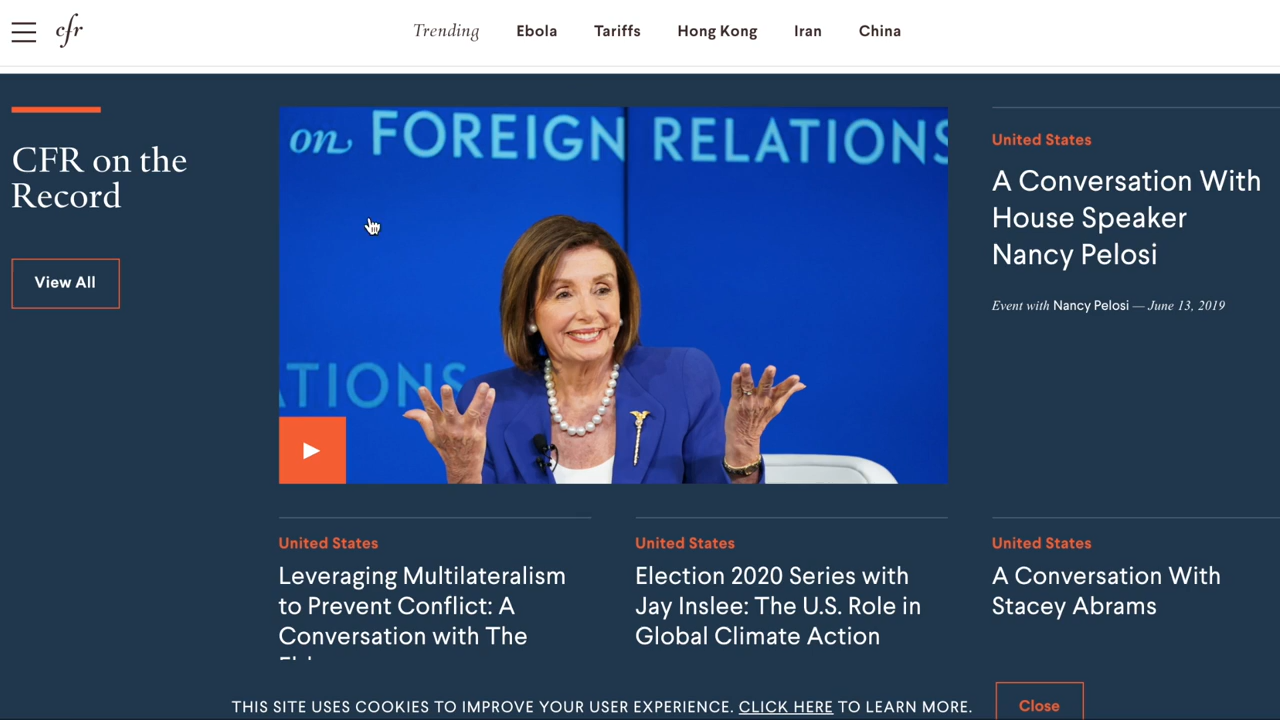 cfr
Trending
Ebola
Tariffs
Hong Kong
Iran
China
CFR on the
Record
View All
on FOREIGN RELATIONS
ATIONS
United States
A Conversation With
House Speaker
Nancy Pelosi
Event with Nancy Pelosi — June 13, 2019
United States
Leveraging Multilateralism
to Prevent Conflict: A
Conversation with The
United States
Election 2020 Series with
Jay Inslee: The U.S. Role in
Global Climate Action
United States
A Conversation With
Stacey Abrams
THIS SITE USES COOKIES TO IMPROVE YOUR USER EXPERIENCE. CLICK HERE TO LEARN MORE.
Close